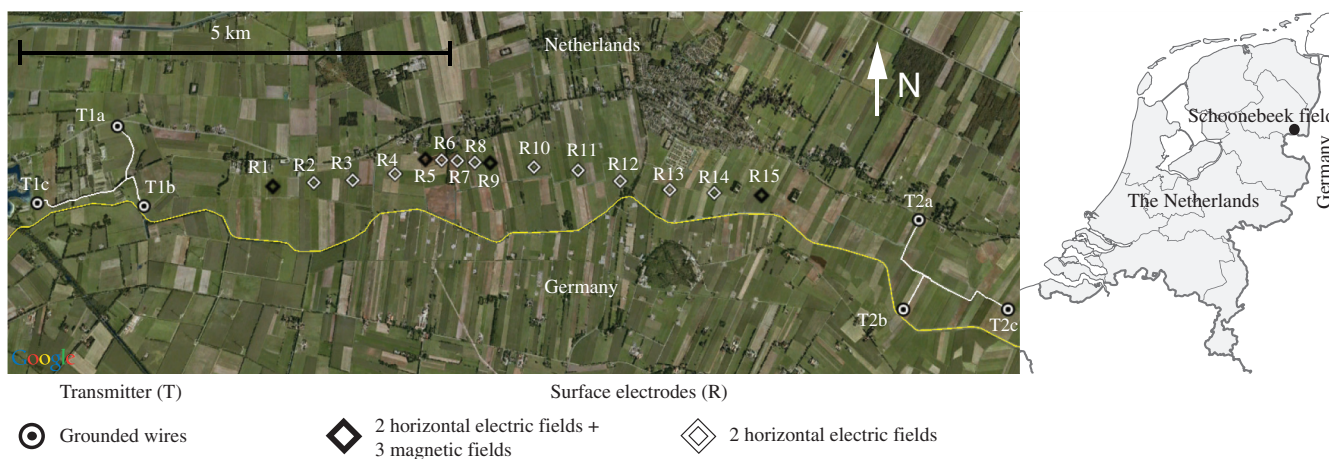 5 km
Netherlands
N
Schoonebeek field
Germany
The Netherlands
T1a
T1c
T1b
R1
R2
R3
R4
R5
R6
R7
R8
R9
R10
R11
R12
R13
R14
R15
T2a
T2b
T2c
Germany
Google
Transmitter (T)
Surface electrodes (R)
Grounded wires
2 horizontal electric fields +
3 magnetic fields
2 horizontal electric fields